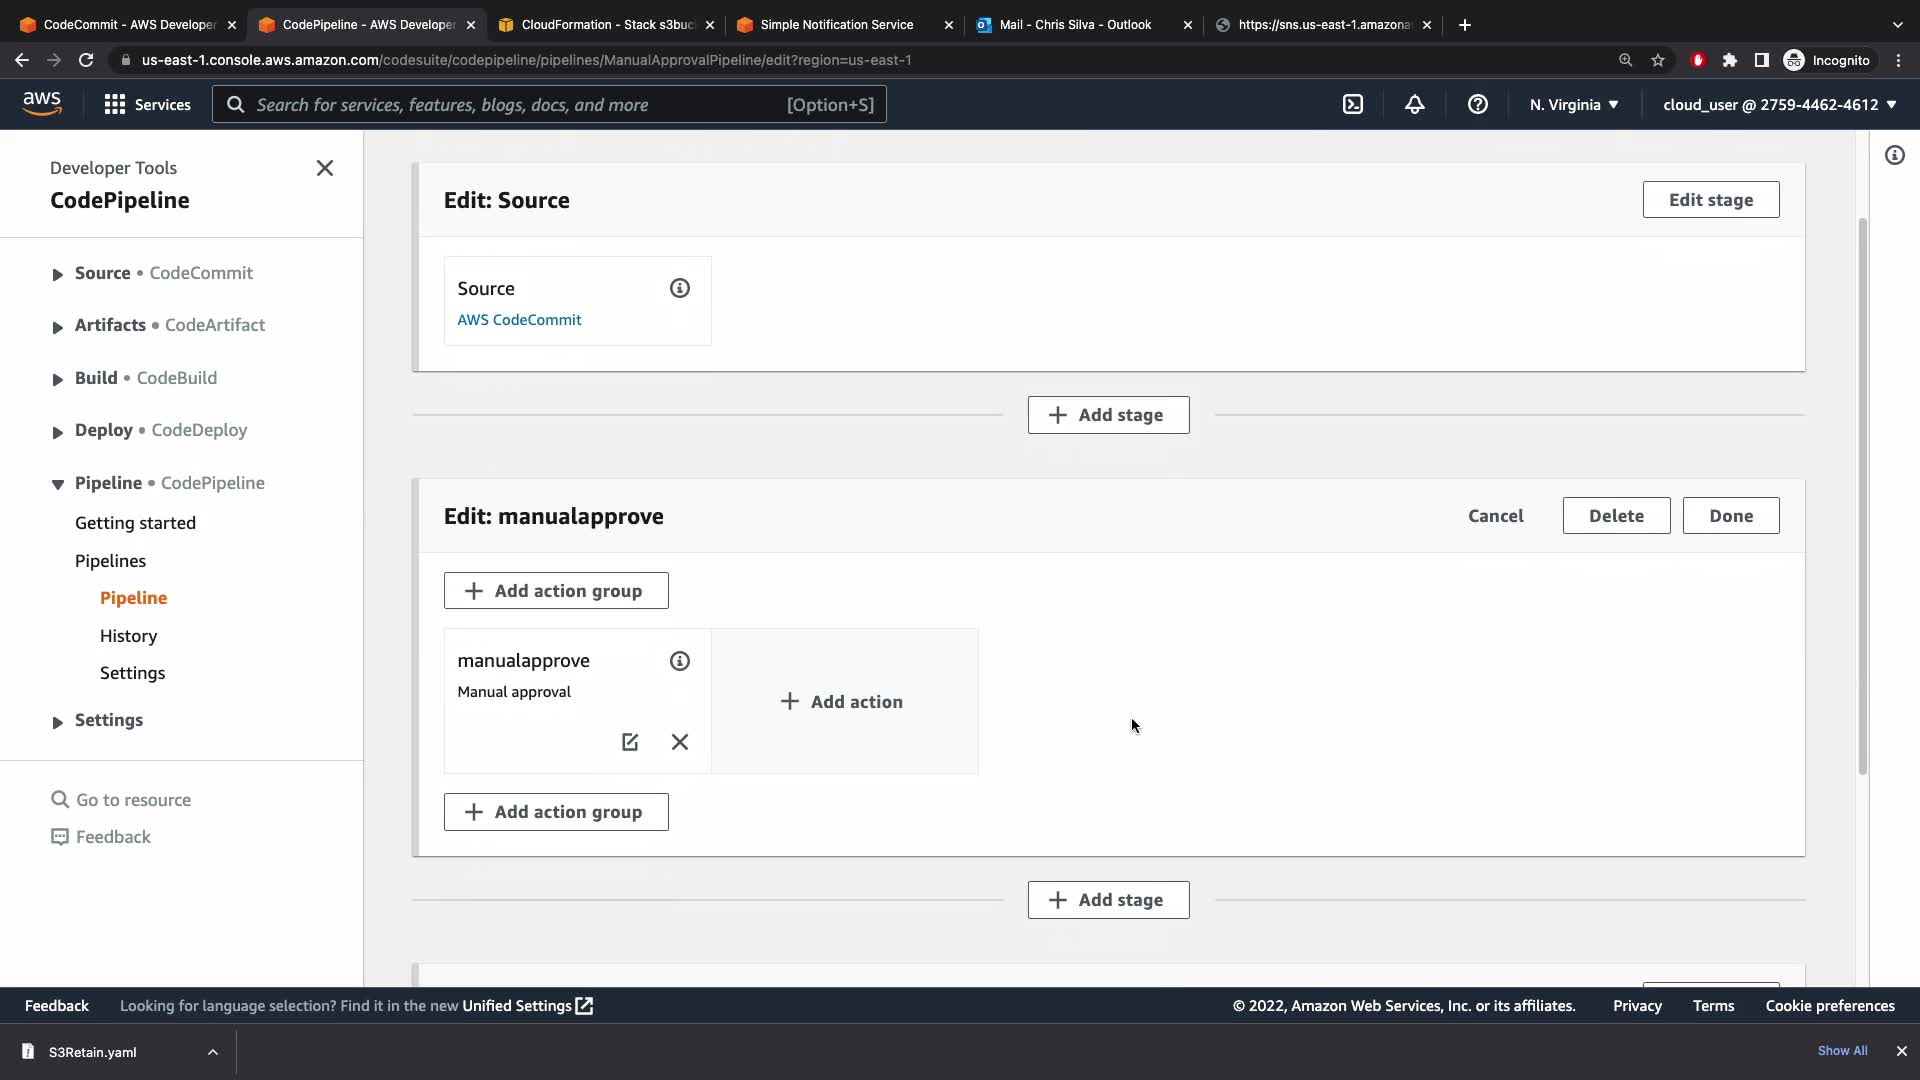 CodeCommit - AWS Developer
CodePipeline - AWS Developer
CloudFormation - Stack s3buc
Simple Notification Service
Mail - Chris Silva - Outlook
https://sns.us-east-1.amazona
us-east-1.console.aws.amazon.com/codesuite/codepipeline/pipelines/ManualApprovalPipeline/edit?region=us-east-1
Incognito
aws
Services
Search for services, features, blogs, docs, and more
[Option+S]
N. Virginia
cloud_user @ 2759-4462-4612
Developer Tools
CodePipeline
Source • CodeCommit
Artifacts • CodeArtifact
Build • CodeBuild
Deploy • CodeDeploy
Pipeline • CodePipeline
Getting started
Pipelines
Pipeline
History
Settings
Settings
Go to resource
Feedback
Edit: Source
Edit stage
Source
AWS CodeCommit
Add stage
Edit: manualapprove
Cancel
Delete
Done
Add action group
manualapprove
Manual approval
Add action
Add action group
Add stage
Feedback
Looking for language selection? Find it in the new Unified Settings
© 2022, Amazon Web Services, Inc. or its affiliates.
Privacy
Terms
Cookie preferences
S3Retain.yaml
Show All